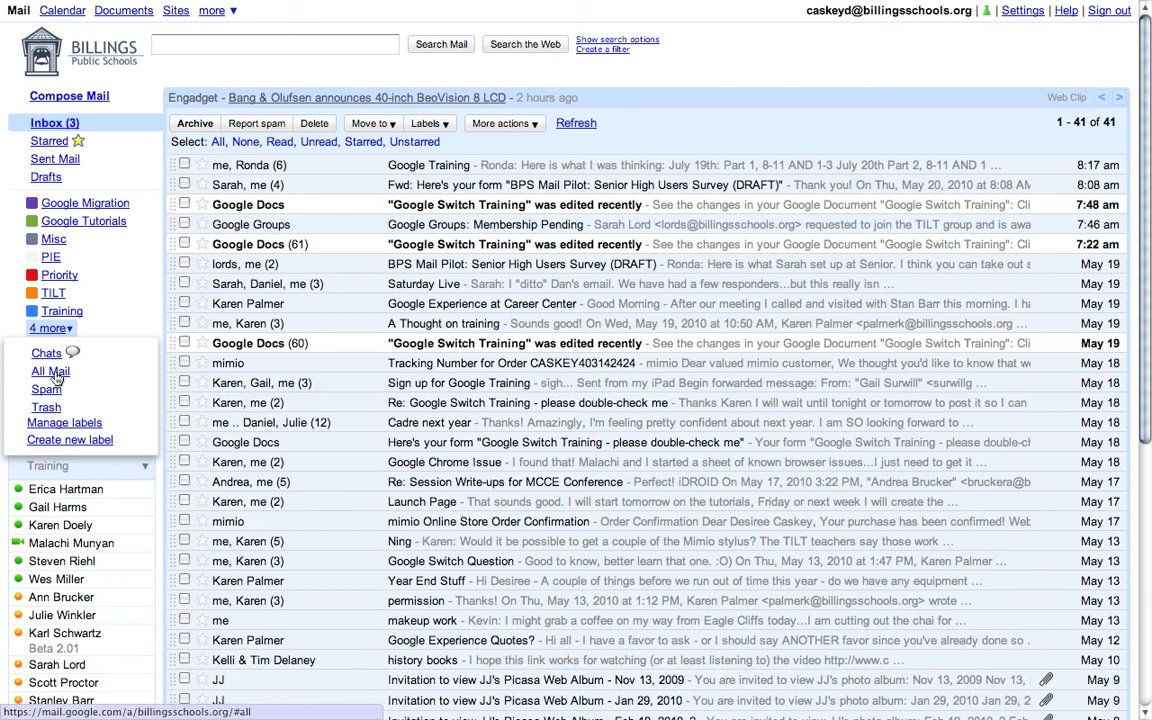 Mail Calendar Documents Sites more ▼ caskeyd@billingsschools.org | Settings | Help | Sign out
BILLINGS
Public Schools
Search Mail Search the Web Show search options
Create a filter
Compose Mail
Inbox (3)
Starred
Sent Mail
Drafts
Google Migration
Google Tutorials
Misc
PIE
Priority
TILT
Training
4 more▼
Chats
All Mail
Spam
Trash
Manage labels
Create new label
Training ▼
Erica Hartman
Gail Harms
Karen Doely
Malachi Munyan
Steven Riehl
Wes Miller
Ann Brucker
Julie Winkler
Karl Schwartz
Beta 2.01
Sarah Lord
Scott Proctor
Stanley Barr
Engadget - Bang & Olufsen announces 40-inch BeoVision 8 LCD - 2 hours ago Web Clip < >
Archive Report spam Delete Move to ▼ Labels ▼ More actions ▼ Refresh 1 - 41 of 41
Select: All, None, Read, Unread, Starred, Unstarred
me, Ronda (6) Google Training - Ronda: Here is what I was thinking: July 19th: Part 1, 8-11 AND 1-3 July 20th Part 2, 8-11 AND 1 ... 8:17 am
Sarah, me (4) Fwd: Here's your form "BPS Mail Pilot: Senior High Users Survey (DRAFT)" - Thank you! On Thu, May 20, 2010 at 8:08 AM 8:08 am
Google Docs "Google Switch Training" was edited recently - See the changes in your Google Document "Google Switch Training": Cli 7:48 am
Google Groups Google Groups: Membership Pending - Sarah Lord <lords@billingsschools.org> requested to join the TILT group and is awa 7:46 am
Google Docs (61) "Google Switch Training" was edited recently - See the changes in your Google Document "Google Switch Training": Cli 7:22 am
lords, me (2) BPS Mail Pilot: Senior High Users Survey (DRAFT) - Ronda: Here is what Sarah set up at Senior. I think you can take out s May 19
Sarah, Daniel, me (3) Saturday Live - Sarah: I "ditto" Dan's email. We have had a few responders...but this really isn ... May 19
Karen Palmer Google Experience at Career Center - Good Morning - After our meeting I called and visited with Stan Barr this morning. I ha May 19
me, Karen (3) A Thought on training - Sounds good! On Wed, May 19, 2010 at 10:50 AM, Karen Palmer <palmerk@billingsschools.org ... May 19
Google Docs (60) "Google Switch Training" was edited recently - See the changes in your Google Document "Google Switch Training": Cli May 19
mimio Tracking Number for Order CASKEY403142424 - mimio Dear valued mimio customer, We thought you'd like to know that we May 18
Karen, Gail, me (3) Sign up for Google Training - sigh... Sent from my iPad Begin forwarded message: From: "Gail Surwill" <surwillg ... May 18
Karen, me (2) Re: Google Switch Training - please double-check me - Thanks Karen I will wait until tonight or tomorrow to post it so I can May 18
me .. Daniel, Julie (12) Cadre next year - Thanks! Amazingly, I'm feeling pretty confident about next year. I am SO looking forward to ... May 18
Google Docs Here's your form "Google Switch Training - please double-check me" - Your form "Google Switch Training - please double-ch May 18
Karen, me (2) Google Chrome Issue - I found that! Malachi and I started a sheet of known browser issues...I just need to get it ... May 18
Andrea, me (5) Re: Session Write-ups for MCCE Conference - Perfect! iDROID On May 17, 2010 3:22 PM, "Andrea Brucker" <bruckera@b May 17
Karen, me (2) Launch Page - That sounds good. I will start tomorrow on the tutorials, Friday or next week I will create the ... May 17
mimio mimio Online Store Order Confirmation - Order Confirmation Dear Desiree Caskey, Your purchase has been confirmed! Wet May 17
me, Karen (5) Ning - Karen: Would it be possible to get a couple of the Mimio stylus? The TILT teachers say those work ... May 13
me, Karen (3) Google Switch Question - Good to know, better learn that one. :O) On Thu, May 13, 2010 at 1:47 PM, Karen Palmer ... May 13
Karen Palmer Year End Stuff - Hi Desiree - A couple of things before we run out of time this year - do we have any equipment ... May 13
me, Karen (3) permission - Thanks! On Thu, May 13, 2010 at 1:12 PM, Karen Palmer <palmerk@billingsschools.org> wrote ... May 13
me makeup work - Kevin: I might grab a coffee on my way from Eagle Cliffs today...I am cutting out the chai for ... May 13
Karen Palmer Google Experience Quotes? - Hi all - I have a favor to ask - or I should say ANOTHER favor since you've already done so . May 12
Kelli & Tim Delaney history books - I hope this link works for watching (or at least listening to) the video http://www.c ... May 10
JJ Invitation to view JJ's Picasa Web Album - Nov 13, 2009 - You are invited to view JJ's photo album: Nov 13, 2009 Nov 13, May 9
JJ Invitation to view JJ's Picasa Web Album - Jan 29, 2010 - You are invited to view JJ's photo album: Jan 29, 2010 Jan 29, May 9
https://mail.google.com/a/billingsschools.org/#all